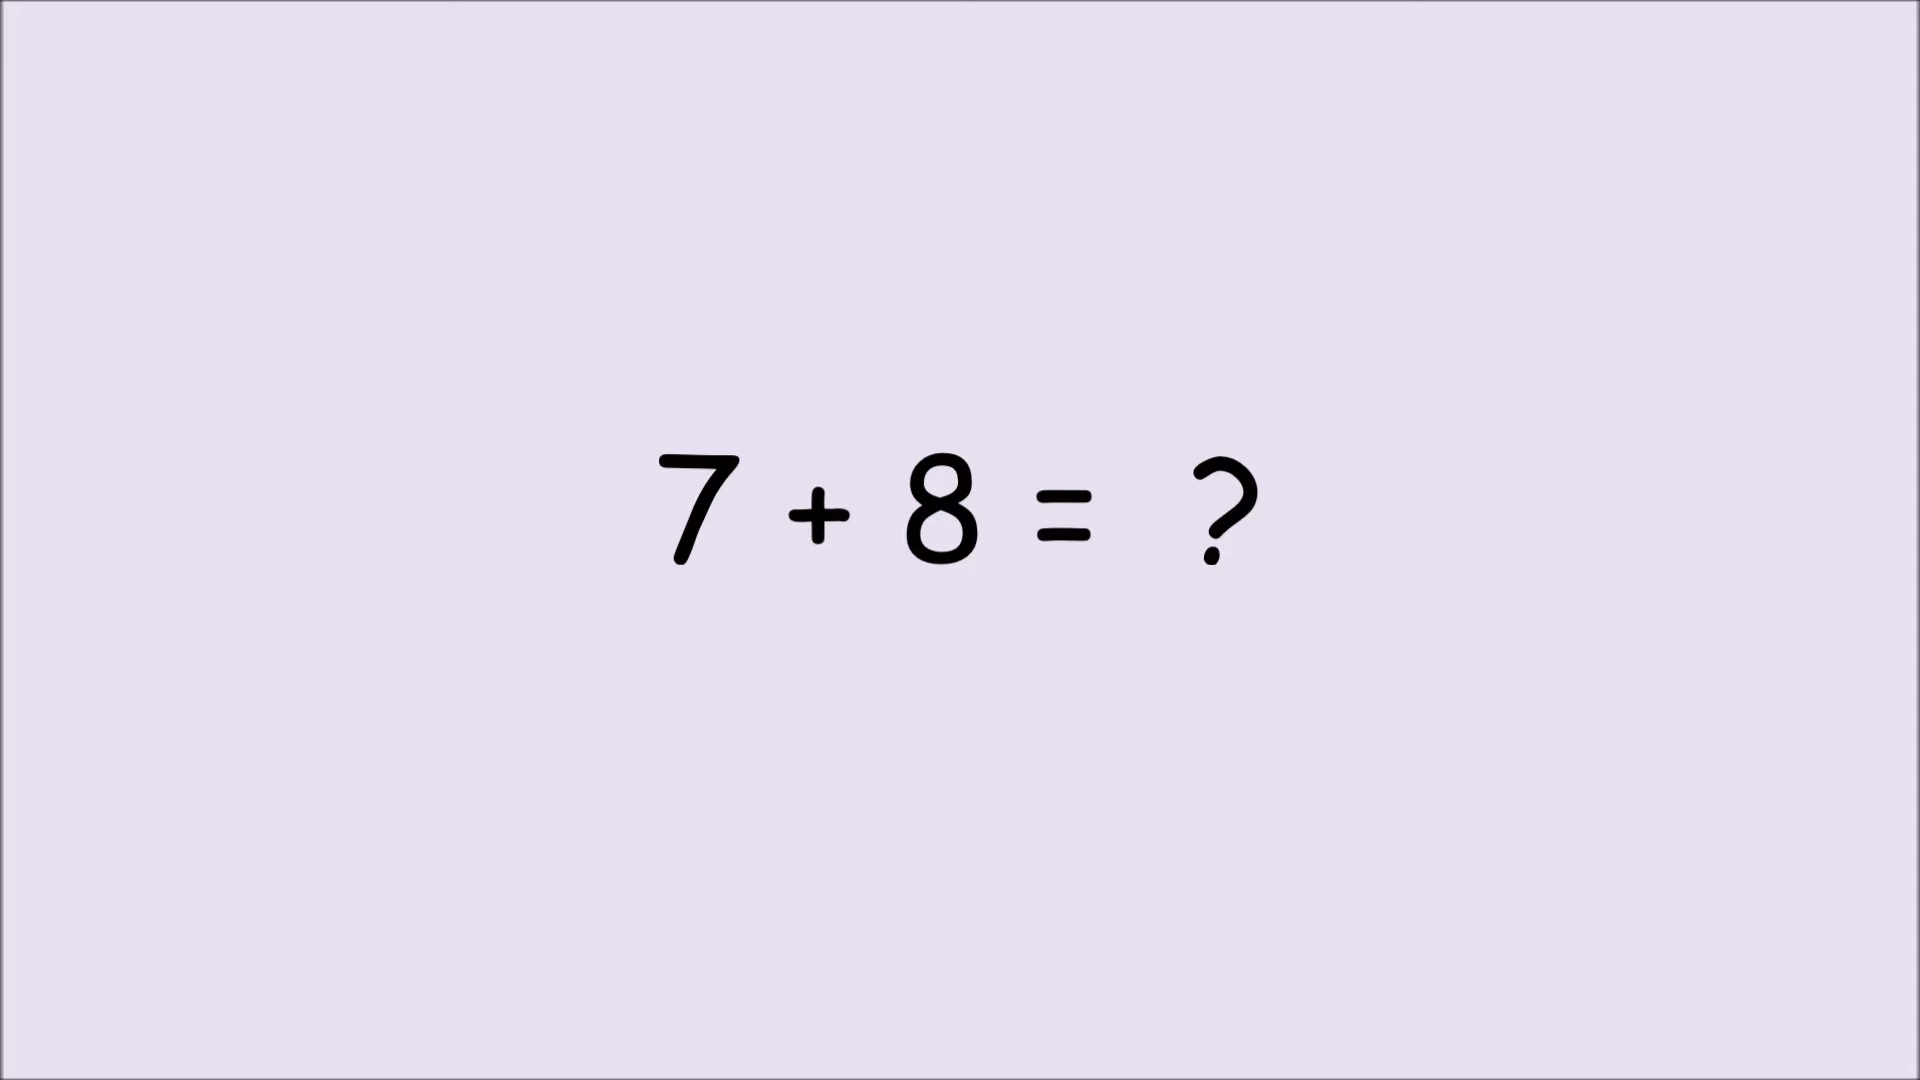 7 + 8 = ?